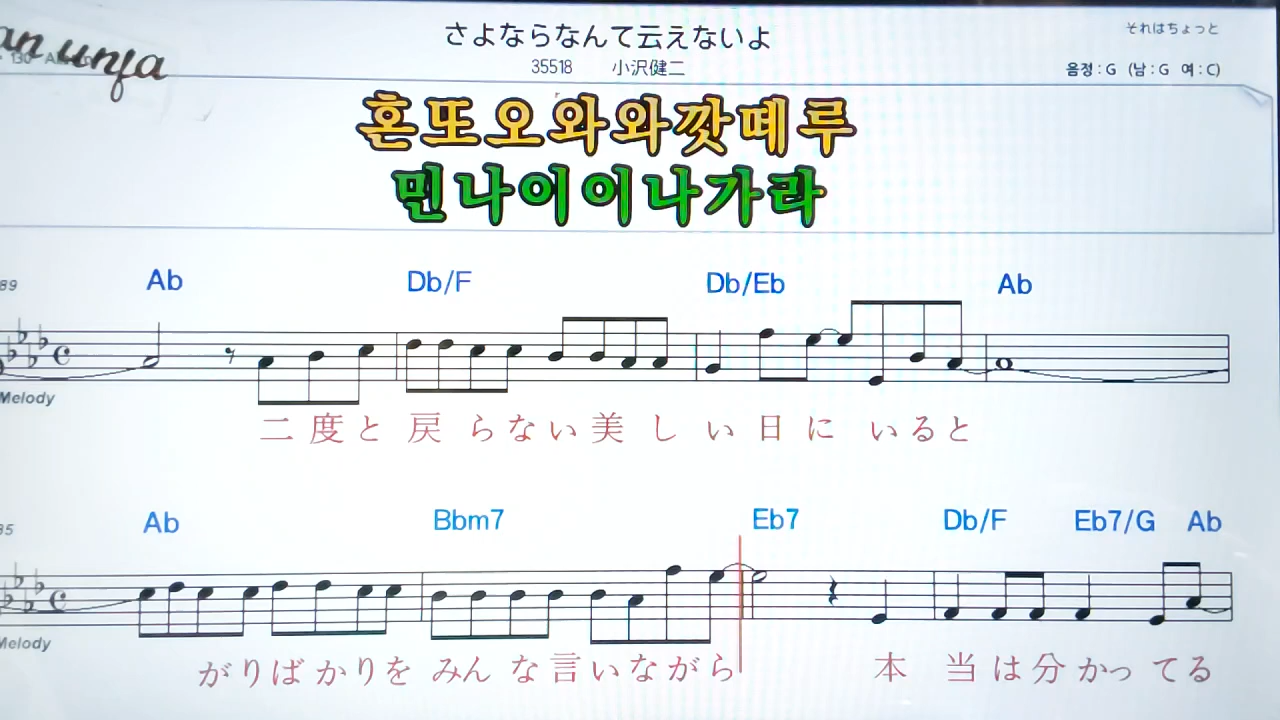 さよならなんて云えないよ
それはちょっと
35518 小沢健二
음정 : G (남 : G 여 : C)
혼또오와와깟떼루
민나이이나가라
89
Ab Db/F Db/Eb Ab
Melody
二度と戻らない美しい日にいると
85
Ab Bbm7 Eb7 Db/F Eb7/G Ab
Melody
がりばかりをみんな言いながら 本当は分かってる